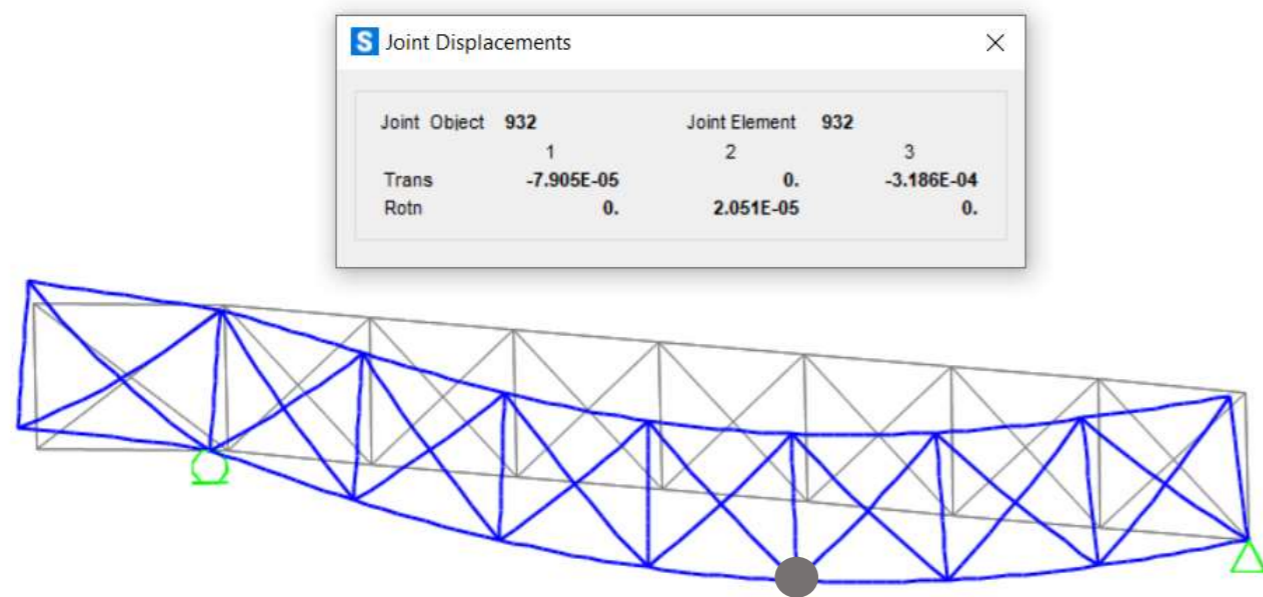 S Joint Displacements
Joint Object 932 Joint Element 932
1 2 3
Trans -7.905E-05 0. -3.186E-04
Rotn 0. 2.051E-05 0.